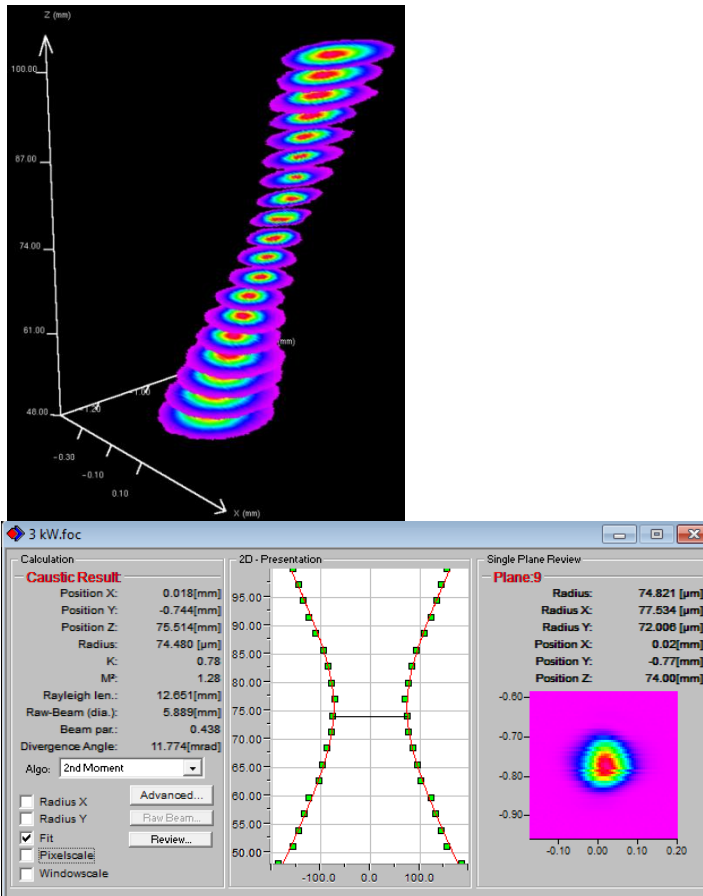 Z (mm)
100.00
87.00
74.00
61.00
(mm)
-1.00
-1.20
48.00
-0.30
-0.10
0.10
X (mm)
3 kW.foc
Calculation
Caustic Result:
Position X: 0.018[mm]
Position Y: -0.744[mm]
Position Z: 75.514[mm]
Radius: 74.480 [µm]
K: 0.78
M²: 1.28
Rayleigh len.: 12.651[mm]
Raw-Beam (dia.): 5.889[mm]
Beam par.: 0.438
Divergence Angle: 11.774[mrad]
Algo: 2nd Moment
Radius X
Radius Y
Fit
Pixelscale
Windowscale
Advanced...
Raw Beam...
Review...
2D - Presentation
95.00
90.00
85.00
80.00
75.00
70.00
65.00
60.00
55.00
50.00
-100.0 0.0 100.0
Single Plane Review
Plane:9
Radius: 74.821 [µm]
Radius X: 77.534 [µm]
Radius Y: 72.006 [µm]
Position X: 0.02[mm]
Position Y: -0.77[mm]
Position Z: 74.00[mm]
-0.60
-0.70
-0.80
-0.90
-0.10 0.00 0.10 0.20